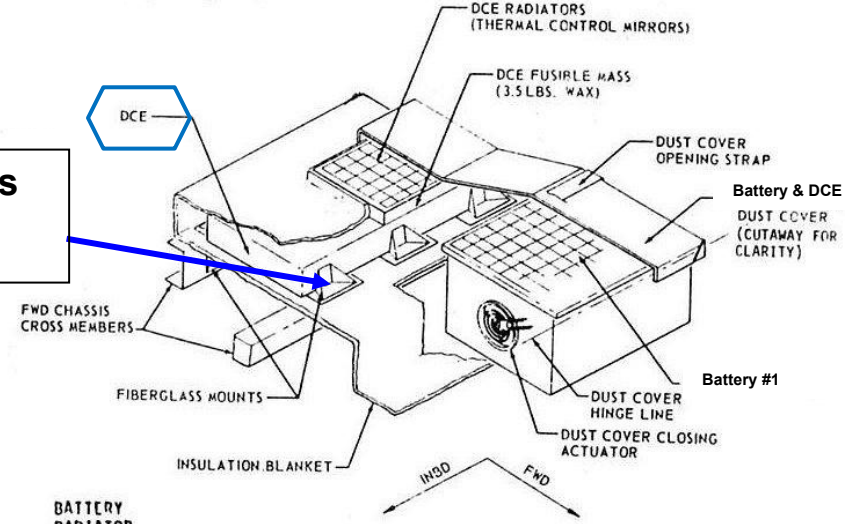 DCE RADIATORS
(THERMAL CONTROL MIRRORS)
DCE FUSIBLE MASS
(3.5 LBS. WAX)
DCE
DUST COVER
OPENING STRAP
s
Battery & DCE
DUST COVER
(CUTAWAY FOR
CLARITY)
FWD CHASSIS
CROSS MEMBERS
FIBERGLASS MOUNTS
Battery #1
DUST COVER
HINGE LINE
DUST COVER CLOSING
ACTUATOR
INSULATION.BLANKET
INBD
FWD
BATTERY
RADIATOR